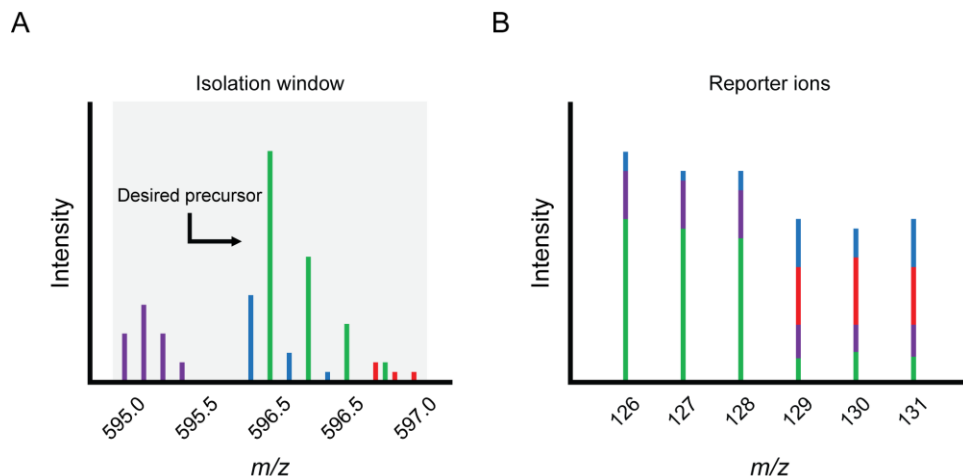 A
Isolation window
Desired precursor
Intensity
595.0
595.5
596.5
596.5
597.0
m/z
B
Reporter ions
Intensity
126
127
128
129
130
131
m/z